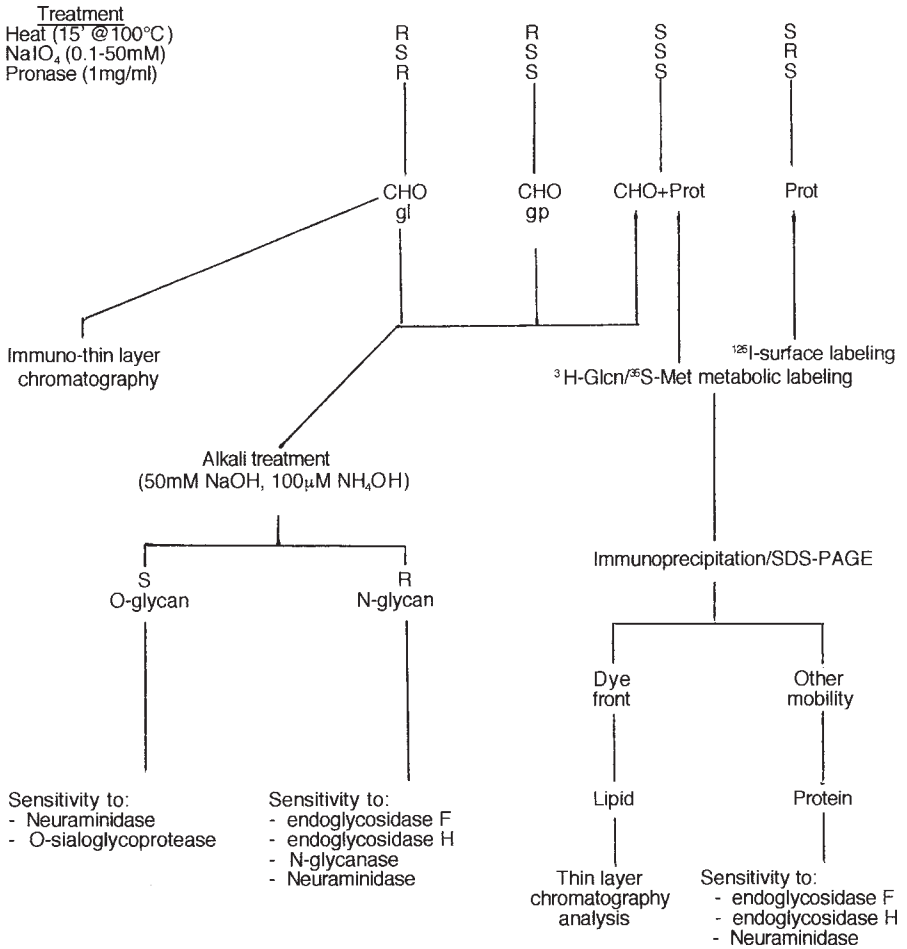 Treatment
Heat (15' @100°C) R R S S
NaIO₄ (0.1-50mM) S S S R
Pronase (1mg/ml) R S S S
CHO gl
CHO gp
CHO+Prot
Prot
Immuno-thin layer
chromatography
¹²⁵I-surface labeling
³H-Glcn/³⁵S-Met metabolic labeling
Alkali treatment
(50mM NaOH, 100µM NH₄OH)
Immunoprecipitation/SDS-PAGE
S
O-glycan
R
N-glycan
Dye
front
Other
mobility
Sensitivity to:
- Neuraminidase
- O-sialoglycoprotease
Sensitivity to:
- endoglycosidase F
- endoglycosidase H
- N-glycanase
- Neuraminidase
Lipid
Protein
Thin layer
chromatography
analysis
Sensitivity to:
- endoglycosidase F
- endoglycosidase H
- Neuraminidase